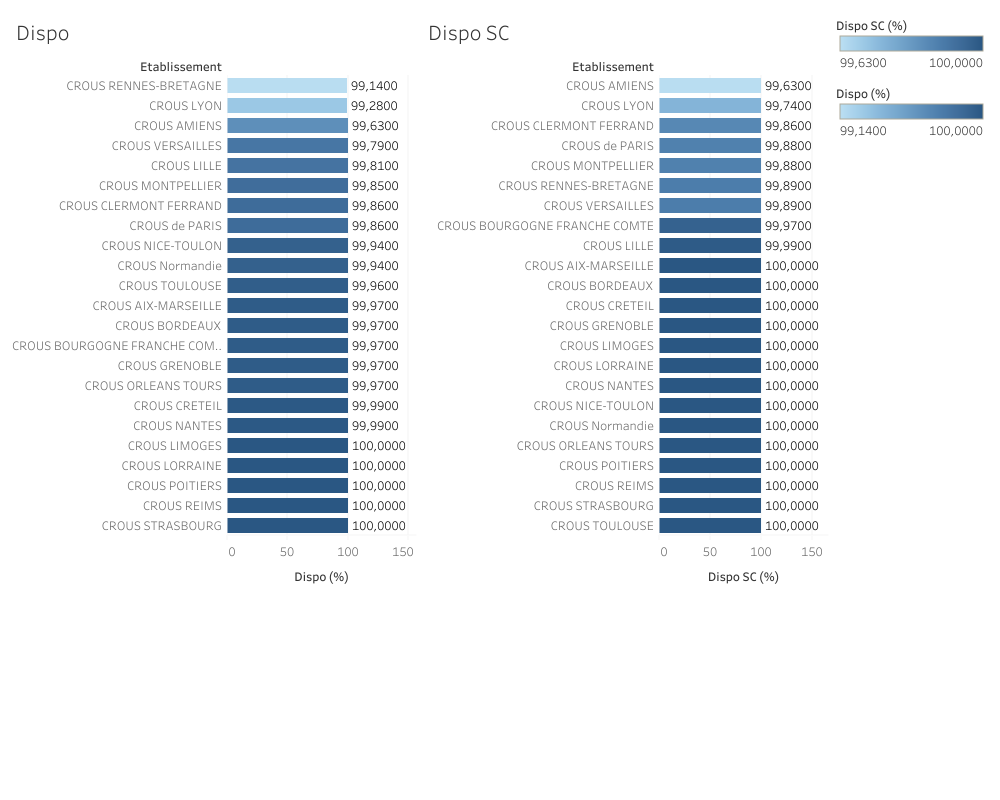 Dispo
Etablissement
CROUS RENNES-BRETAGNE 99,1400
CROUS LYON 99,2800
CROUS AMIENS 99,6300
CROUS VERSAILLES 99,7900
CROUS LILLE 99,8100
CROUS MONTPELLIER 99,8500
CROUS CLERMONT FERRAND 99,8600
CROUS de PARIS 99,8600
CROUS NICE-TOULON 99,9400
CROUS Normandie 99,9400
CROUS TOULOUSE 99,9600
CROUS AIX-MARSEILLE 99,9700
CROUS BORDEAUX 99,9700
CROUS BOURGOGNE FRANCHE COM.. 99,9700
CROUS GRENOBLE 99,9700
CROUS ORLEANS TOURS 99,9700
CROUS CRETEIL 99,9900
CROUS NANTES 99,9900
CROUS LIMOGES 100,0000
CROUS LORRAINE 100,0000
CROUS POITIERS 100,0000
CROUS REIMS 100,0000
CROUS STRASBOURG 100,0000
0 50 100 150
Dispo (%)
Dispo SC
Etablissement
CROUS AMIENS 99,6300
CROUS LYON 99,7400
CROUS CLERMONT FERRAND 99,8600
CROUS de PARIS 99,8800
CROUS MONTPELLIER 99,8800
CROUS RENNES-BRETAGNE 99,8900
CROUS VERSAILLES 99,8900
CROUS BOURGOGNE FRANCHE COMTE 99,9700
CROUS LILLE 99,9900
CROUS AIX-MARSEILLE 100,0000
CROUS BORDEAUX 100,0000
CROUS CRETEIL 100,0000
CROUS GRENOBLE 100,0000
CROUS LIMOGES 100,0000
CROUS LORRAINE 100,0000
CROUS NANTES 100,0000
CROUS NICE-TOULON 100,0000
CROUS Normandie 100,0000
CROUS ORLEANS TOURS 100,0000
CROUS POITIERS 100,0000
CROUS REIMS 100,0000
CROUS STRASBOURG 100,0000
CROUS TOULOUSE 100,0000
0 50 100 150
Dispo SC (%)
Dispo SC (%)
99,6300 100,0000
Dispo (%)
99,1400 100,0000